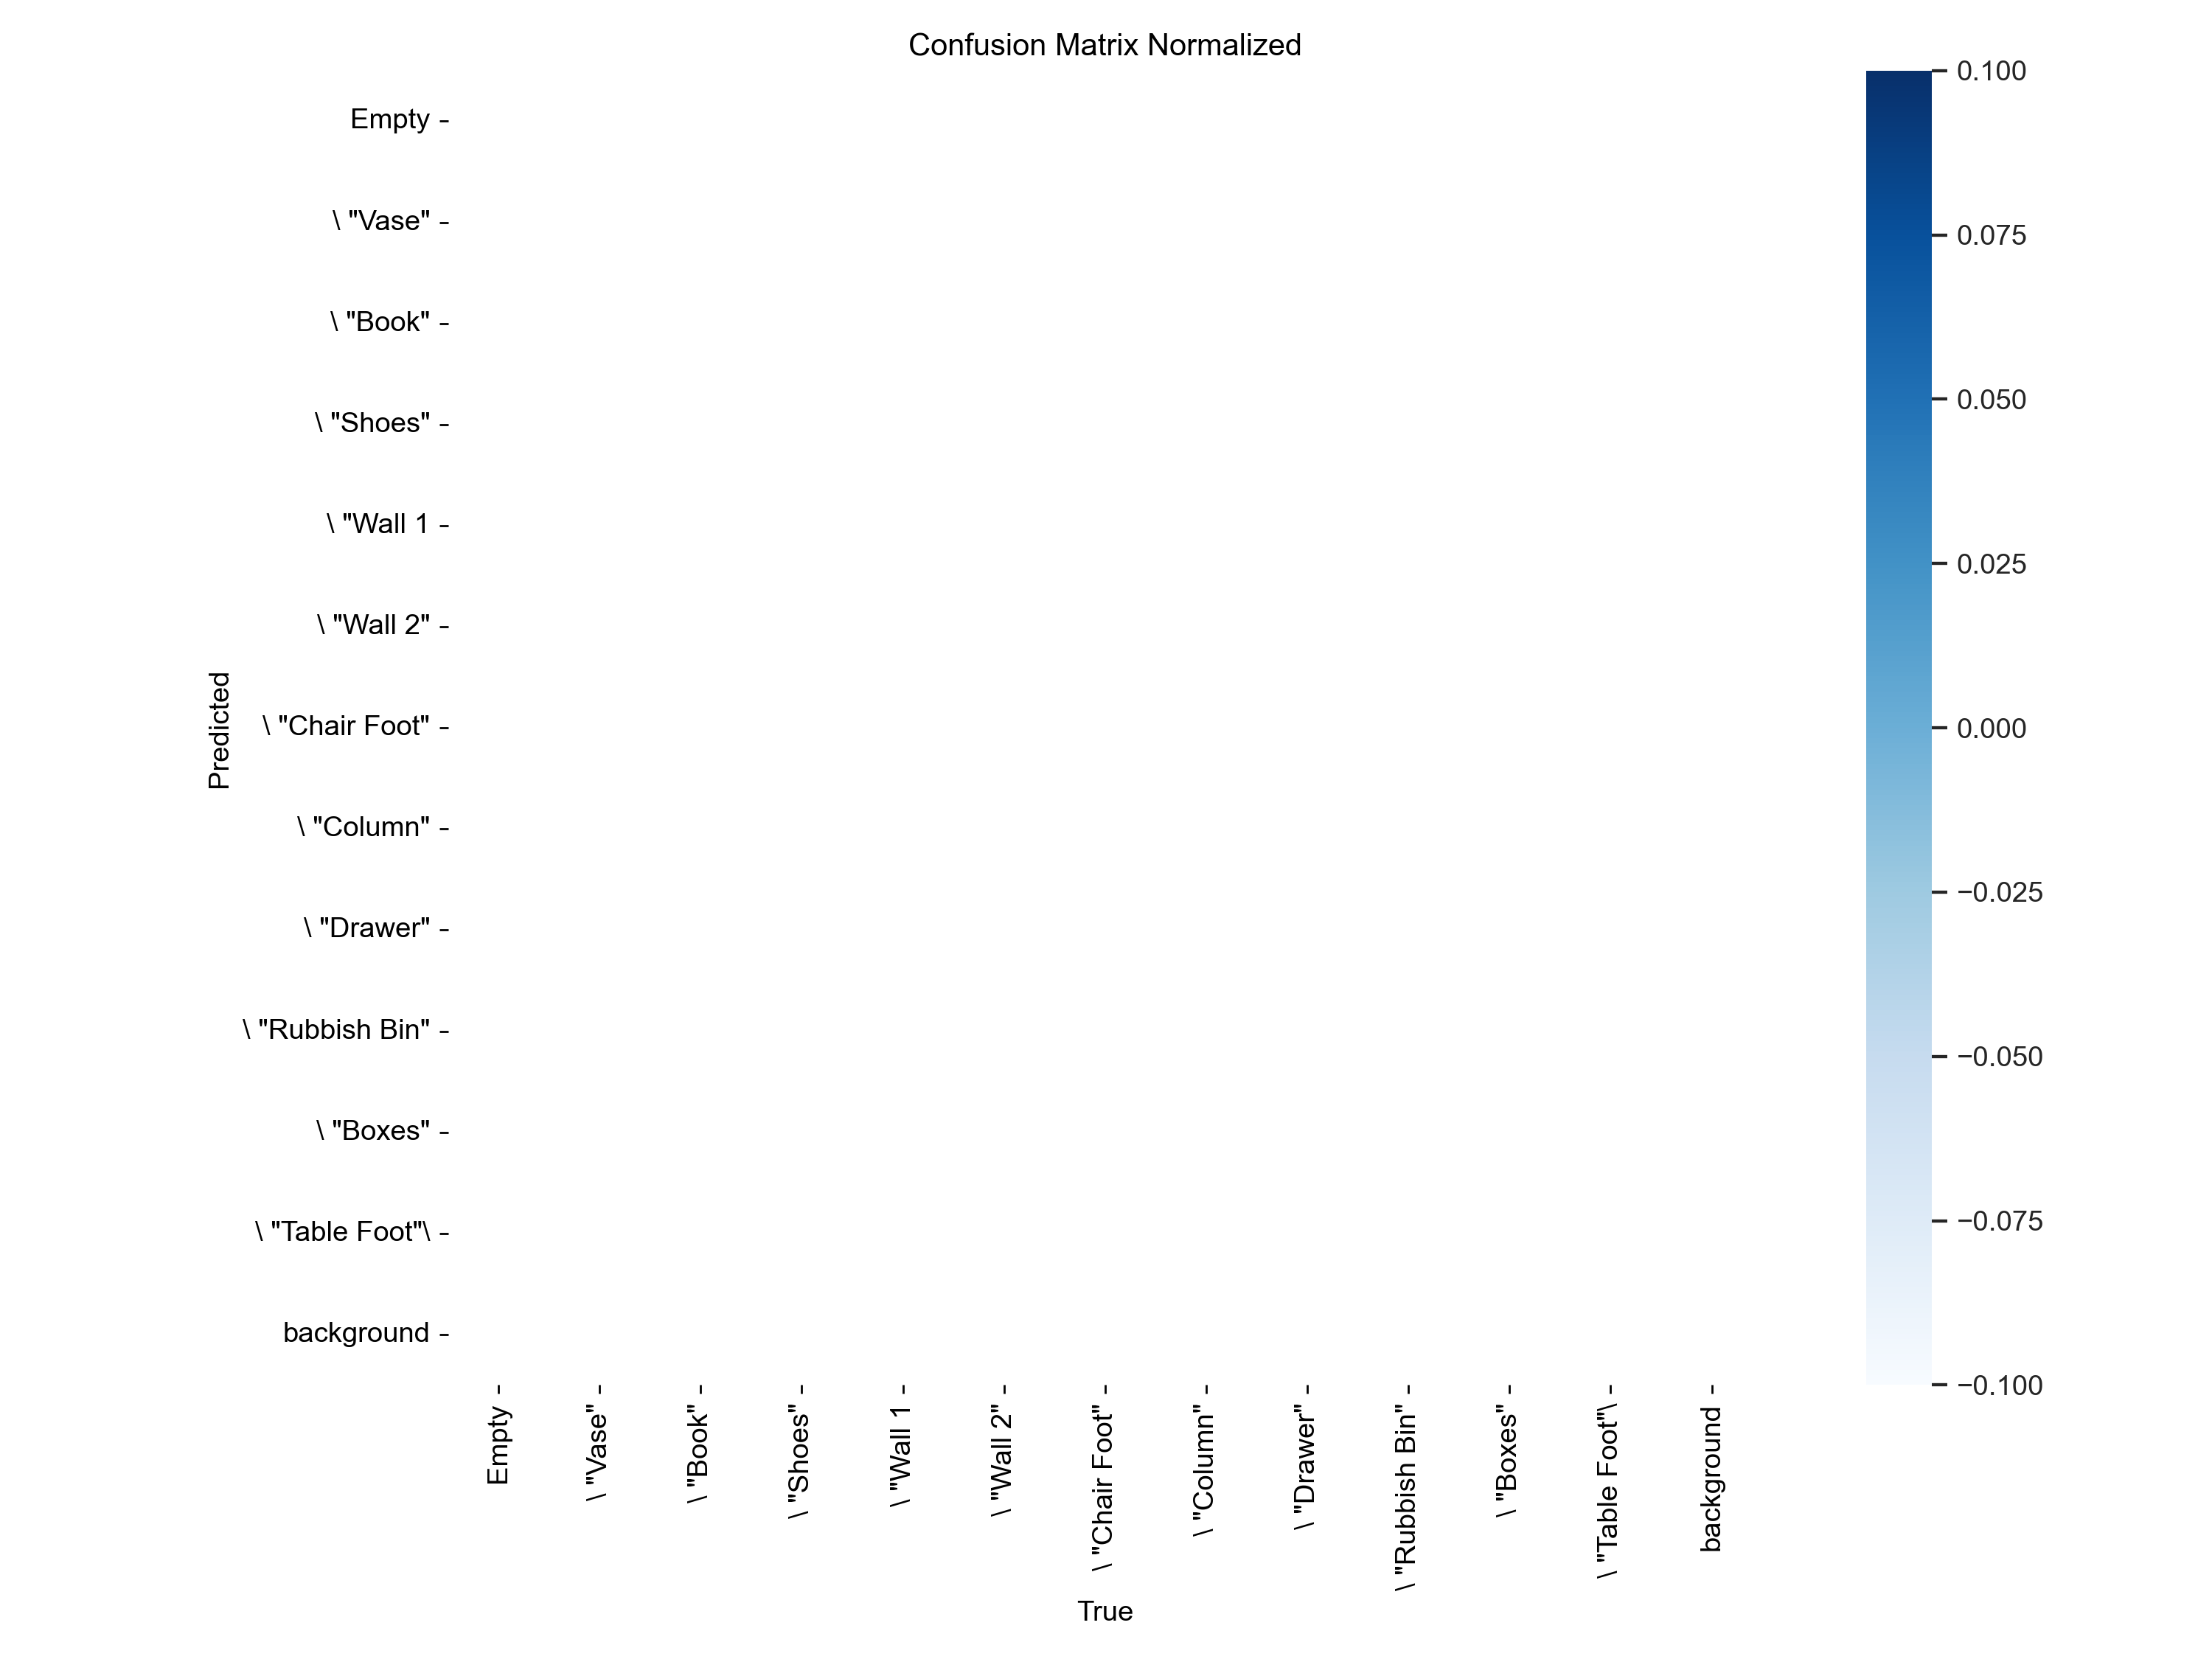 Confusion Matrix Normalized
Empty
\ "Vase"
\ "Book"
\ "Shoes"
\ "Wall 1
\ "Wall 2"
\ "Chair Foot"
\ "Column"
\ "Drawer"
\ "Rubbish Bin"
\ "Boxes"
\ "Table Foot"\
background
Predicted
Empty
\ "Vase"
\ "Book"
\ "Shoes"
\ "Wall 1
\ "Wall 2"
\ "Chair Foot"
\ "Column"
\ "Drawer"
\ "Rubbish Bin"
\ "Boxes"
\ "Table Foot"\
background
True
0.100
0.075
0.050
0.025
0.000
−0.025
−0.050
−0.075
−0.100